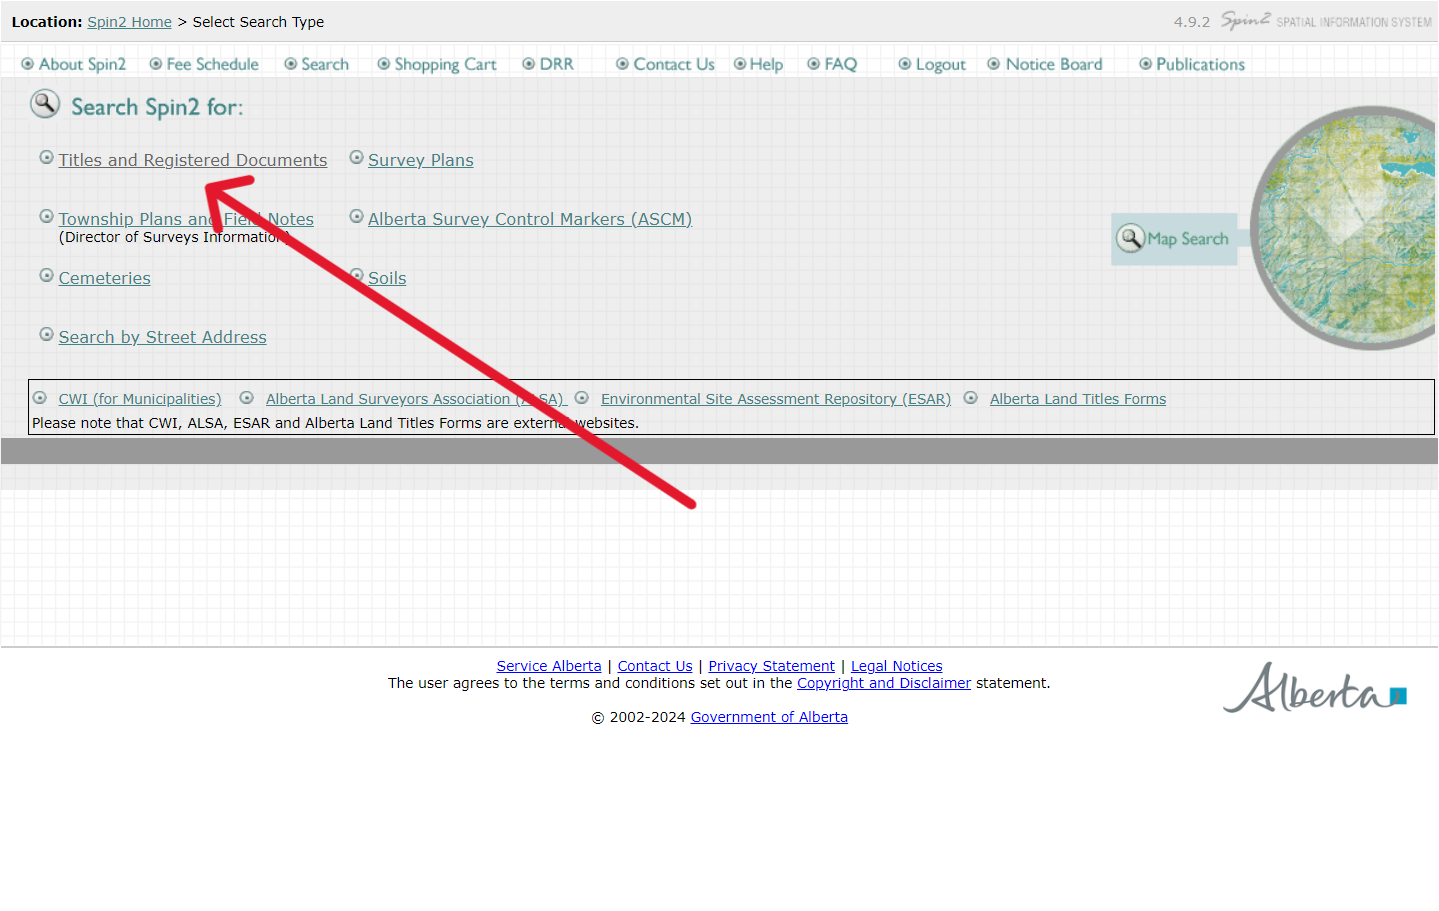 Location: Spin2 Home > Select Search Type
4.9.2 Spin2 SPATIAL INFORMATION SYSTEM
About Spin2 Fee Schedule Search Shopping Cart DRR Contact Us Help FAQ Logout Notice Board Publications
Search Spin2 for:
Titles and Registered Documents Survey Plans
Township Plans and Field Notes Alberta Survey Control Markers (ASCM)
(Director of Surveys Information)
Map Search
Cemeteries Soils
Search by Street Address
CWI (for Municipalities) Alberta Land Surveyors Association (ALSA) Environmental Site Assessment Repository (ESAR) Alberta Land Titles Forms
Please note that CWI, ALSA, ESAR and Alberta Land Titles Forms are external websites.
Service Alberta | Contact Us | Privacy Statement | Legal Notices
The user agrees to the terms and conditions set out in the Copyright and Disclaimer statement.
© 2002-2024 Government of Alberta
Alberta